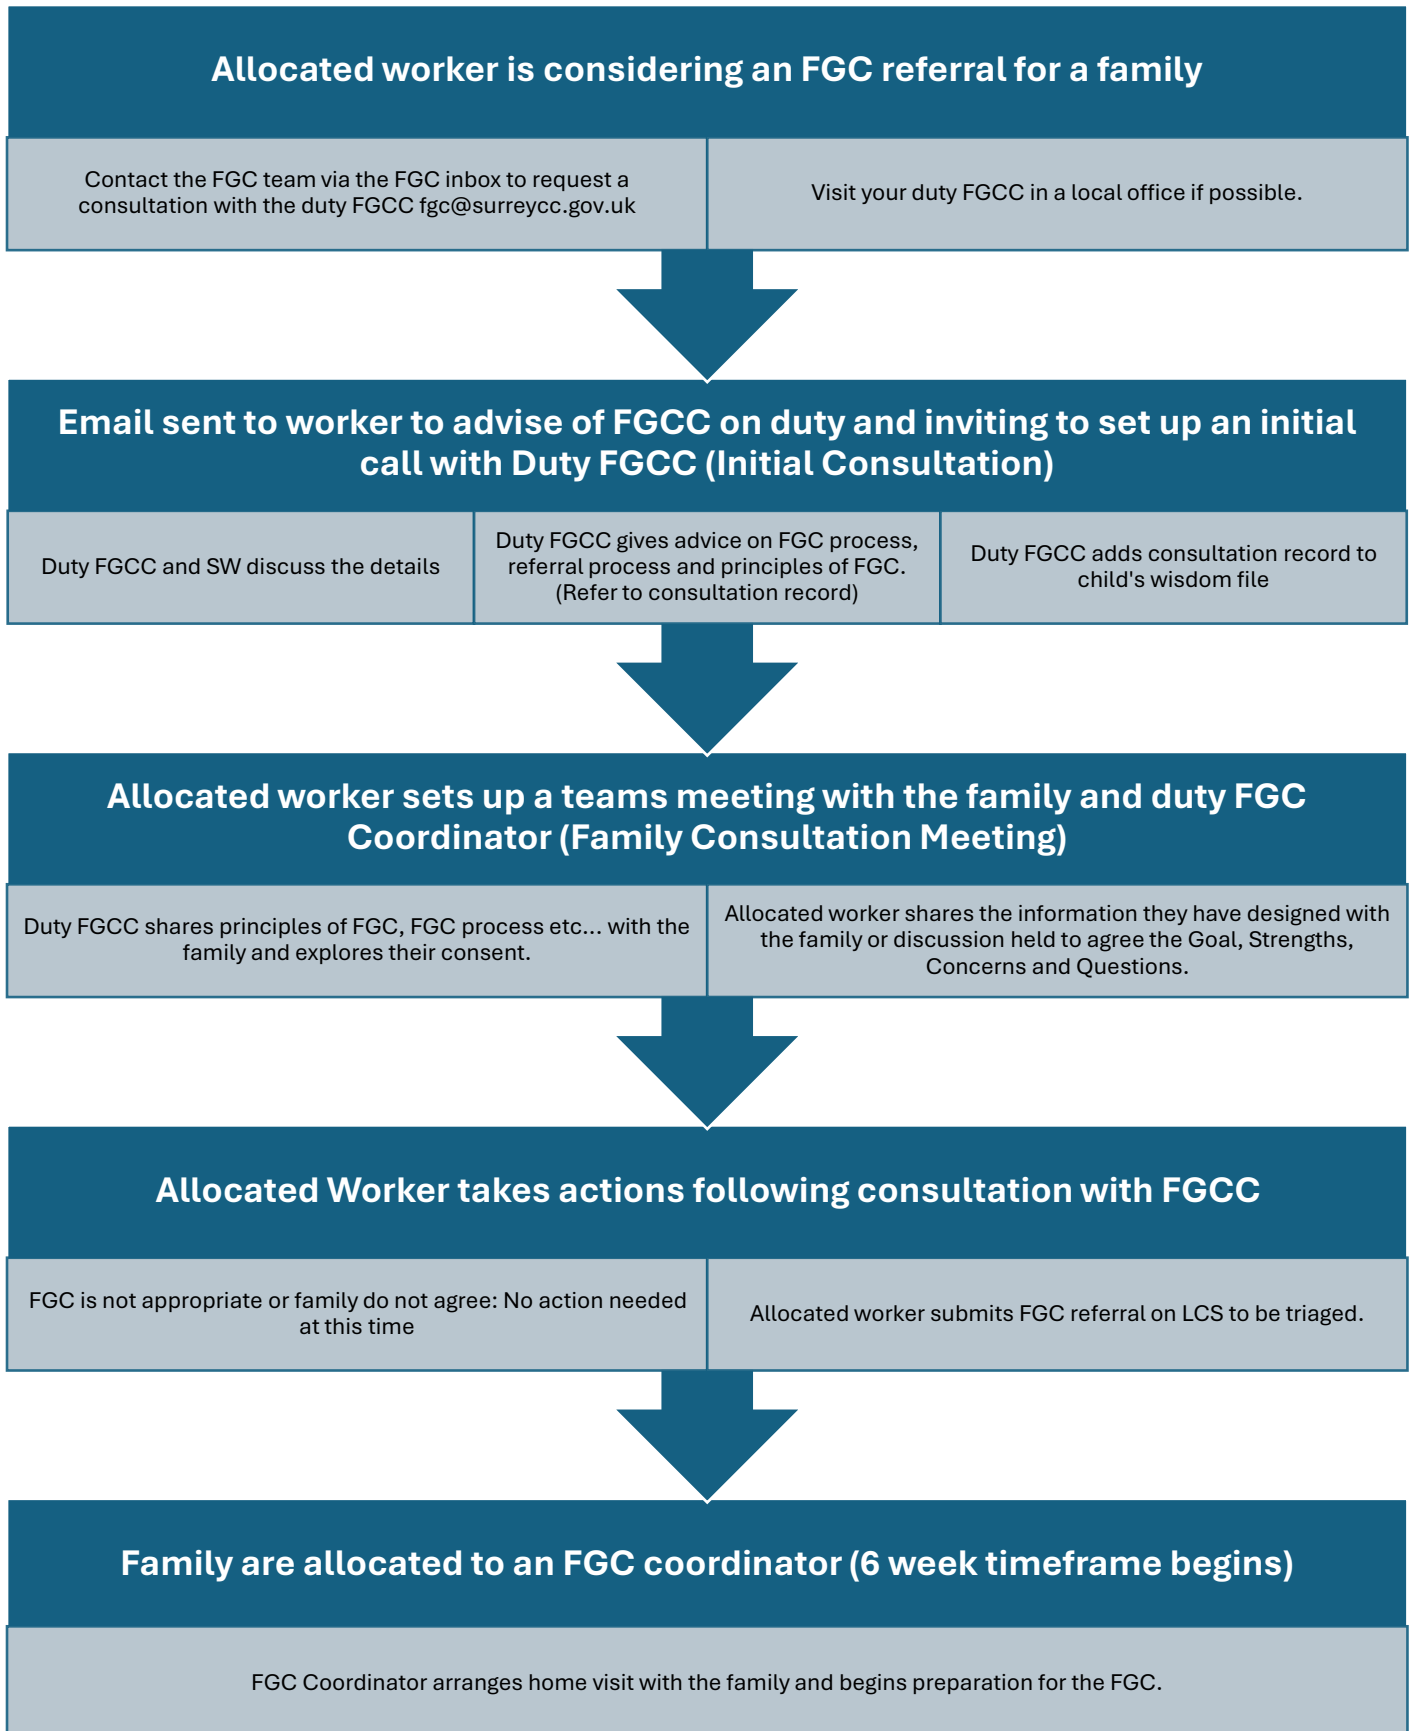 Allocated worker is considering an FGC referral for a family
Contact the FGC team via the FGC inbox to request a
consultation with the duty FGCC fgc@surreycc.gov.uk
Visit your duty FGCC in a local office if possible.
Email sent to worker to advise of FGCC on duty and inviting to set up an initial
call with Duty FGCC (Initial Consultation)
Duty FGCC and SW discuss the details
Duty FGCC gives advice on FGC process,
referral process and principles of FGC.
(Refer to consultation record)
Duty FGCC adds consultation record to
child's wisdom file
Allocated worker sets up a teams meeting with the family and duty FGC
Coordinator (Family Consultation Meeting)
Duty FGCC shares principles of FGC, FGC process etc... with the
family and explores their consent.
Allocated worker shares the information they have designed with
the family or discussion held to agree the Goal, Strengths,
Concerns and Questions.
Allocated Worker takes actions following consultation with FGCC
FGC is not appropriate or family do not agree: No action needed
at this time
Allocated worker submits FGC referral on LCS to be triaged.
Family are allocated to an FGC coordinator (6 week timeframe begins)
FGC Coordinator arranges home visit with the family and begins preparation for the FGC.